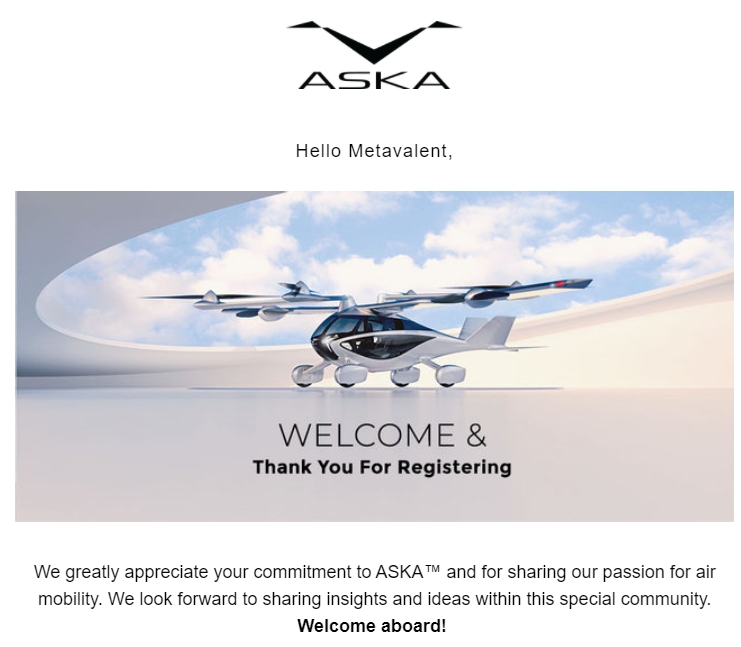 ASKA
Hello Metavalent,
WELCOME &
Thank You For Registering
We greatly appreciate your commitment to ASKA™ and for sharing our passion for air
mobility. We look forward to sharing insights and ideas within this special community.
Welcome aboard!